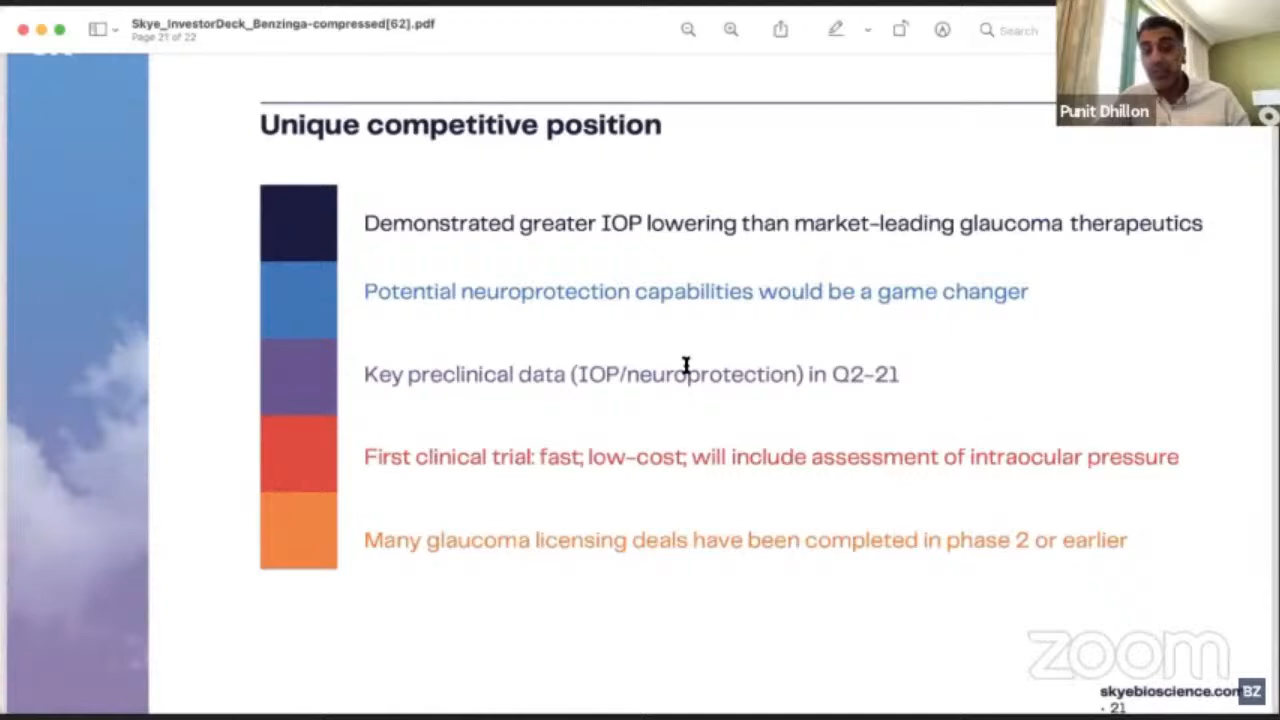 Skye_InvestorDeck_Benzinga-compressed[62].pdf
Page 21 of 22
Search
Punit Dhillon
Unique competitive position
Demonstrated greater IOP lowering than market-leading glaucoma therapeutics
Potential neuroprotection capabilities would be a game changer
Key preclinical data (IOP/neuroprotection) in Q2-21
First clinical trial: fast; low-cost; will include assessment of intraocular pressure
Many glaucoma licensing deals have been completed in phase 2 or earlier
zoom
skyebioscience.com
BZ
• 21